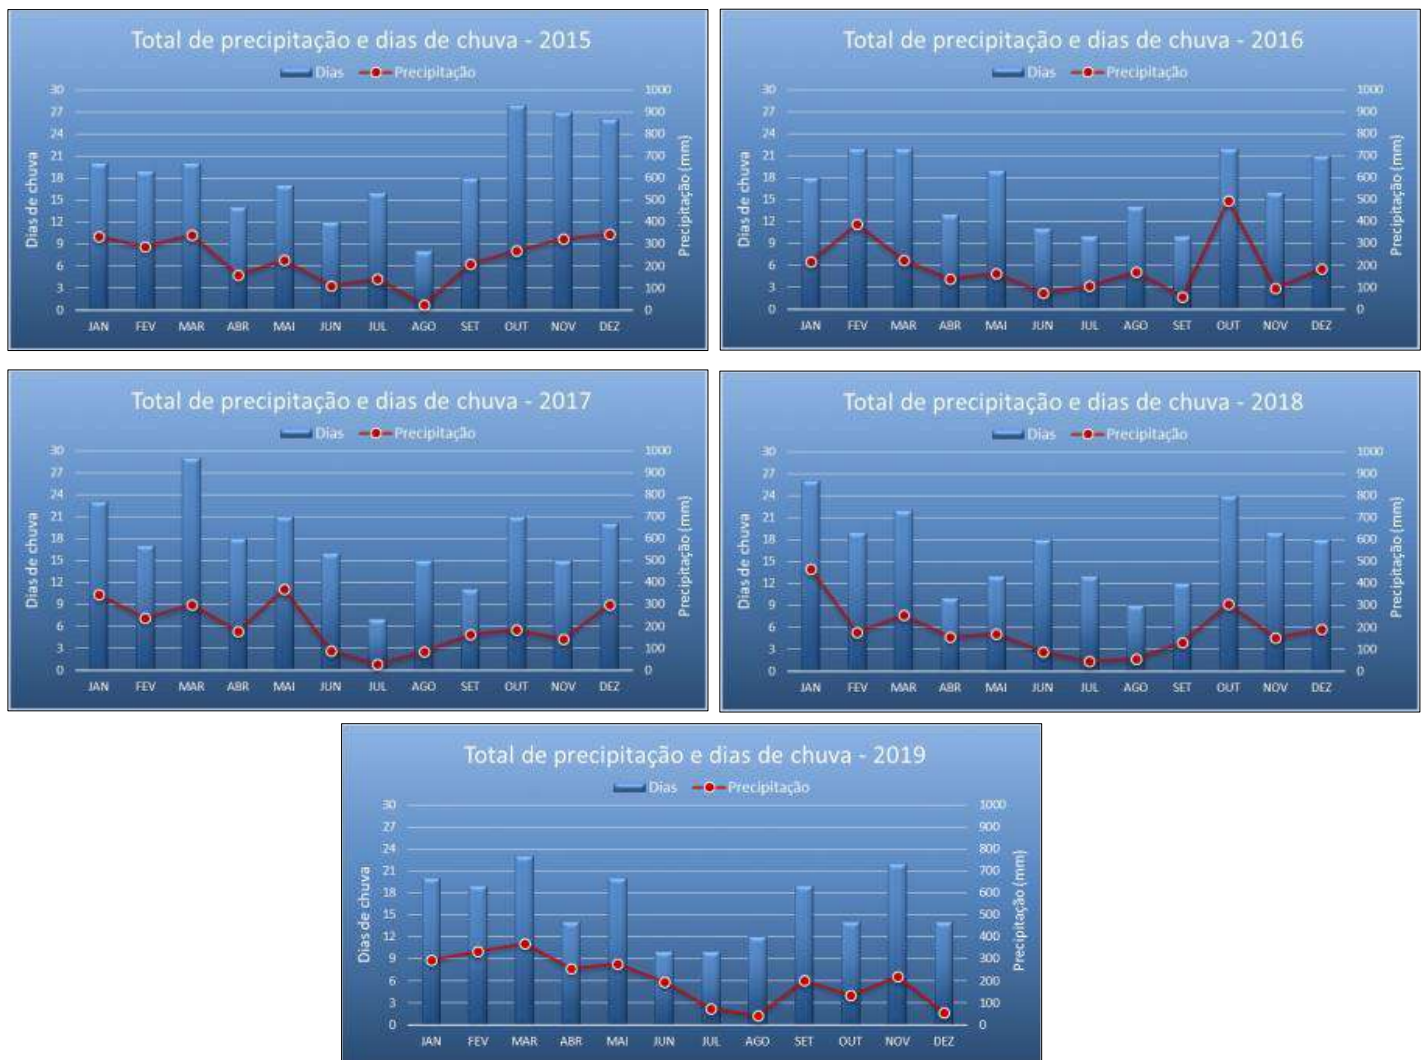 Total de precipitação e dias de chuva - 2015
Dias Precipitação
30 1000
27 900
24 800
21 700
18 600
15 500
12 400
9 300
6 200
3 100
0 0
Dias de chuva
Precipitação (mm)
JAN FEV MAR ABR MAI JUN JUL AGO SET OUT NOV DEZ
Total de precipitação e dias de chuva - 2016
Dias Precipitação
30 1000
27 900
24 800
21 700
18 600
15 500
12 400
9 300
6 200
3 100
0 0
Dias de chuva
Precipitação (mm)
JAN FEV MAR ABR MAI JUN JUL AGO SET OUT NOV DEZ
Total de precipitação e dias de chuva - 2017
Dias Precipitação
30 1000
27 900
24 800
21 700
18 600
15 500
12 400
9 300
6 200
3 100
0 0
Dias de chuva
Precipitação (mm)
JAN FEV MAR ABR MAI JUN JUL AGO SET OUT NOV DEZ
Total de precipitação e dias de chuva - 2018
Dias Precipitação
30 1000
27 900
24 800
21 700
18 600
15 500
12 400
9 300
6 200
3 100
0 0
Dias de chuva
Precipitação (mm)
JAN FEV MAR ABR MAI JUN JUL AGO SET OUT NOV DEZ
Total de precipitação e dias de chuva - 2019
Dias Precipitação
30 1000
27 900
24 800
21 700
18 600
15 500
12 400
9 300
6 200
3 100
0 0
Dias de chuva
Precipitação (mm)
JAN FEV MAR ABR MAI JUN JUL AGO SET OUT NOV DEZ